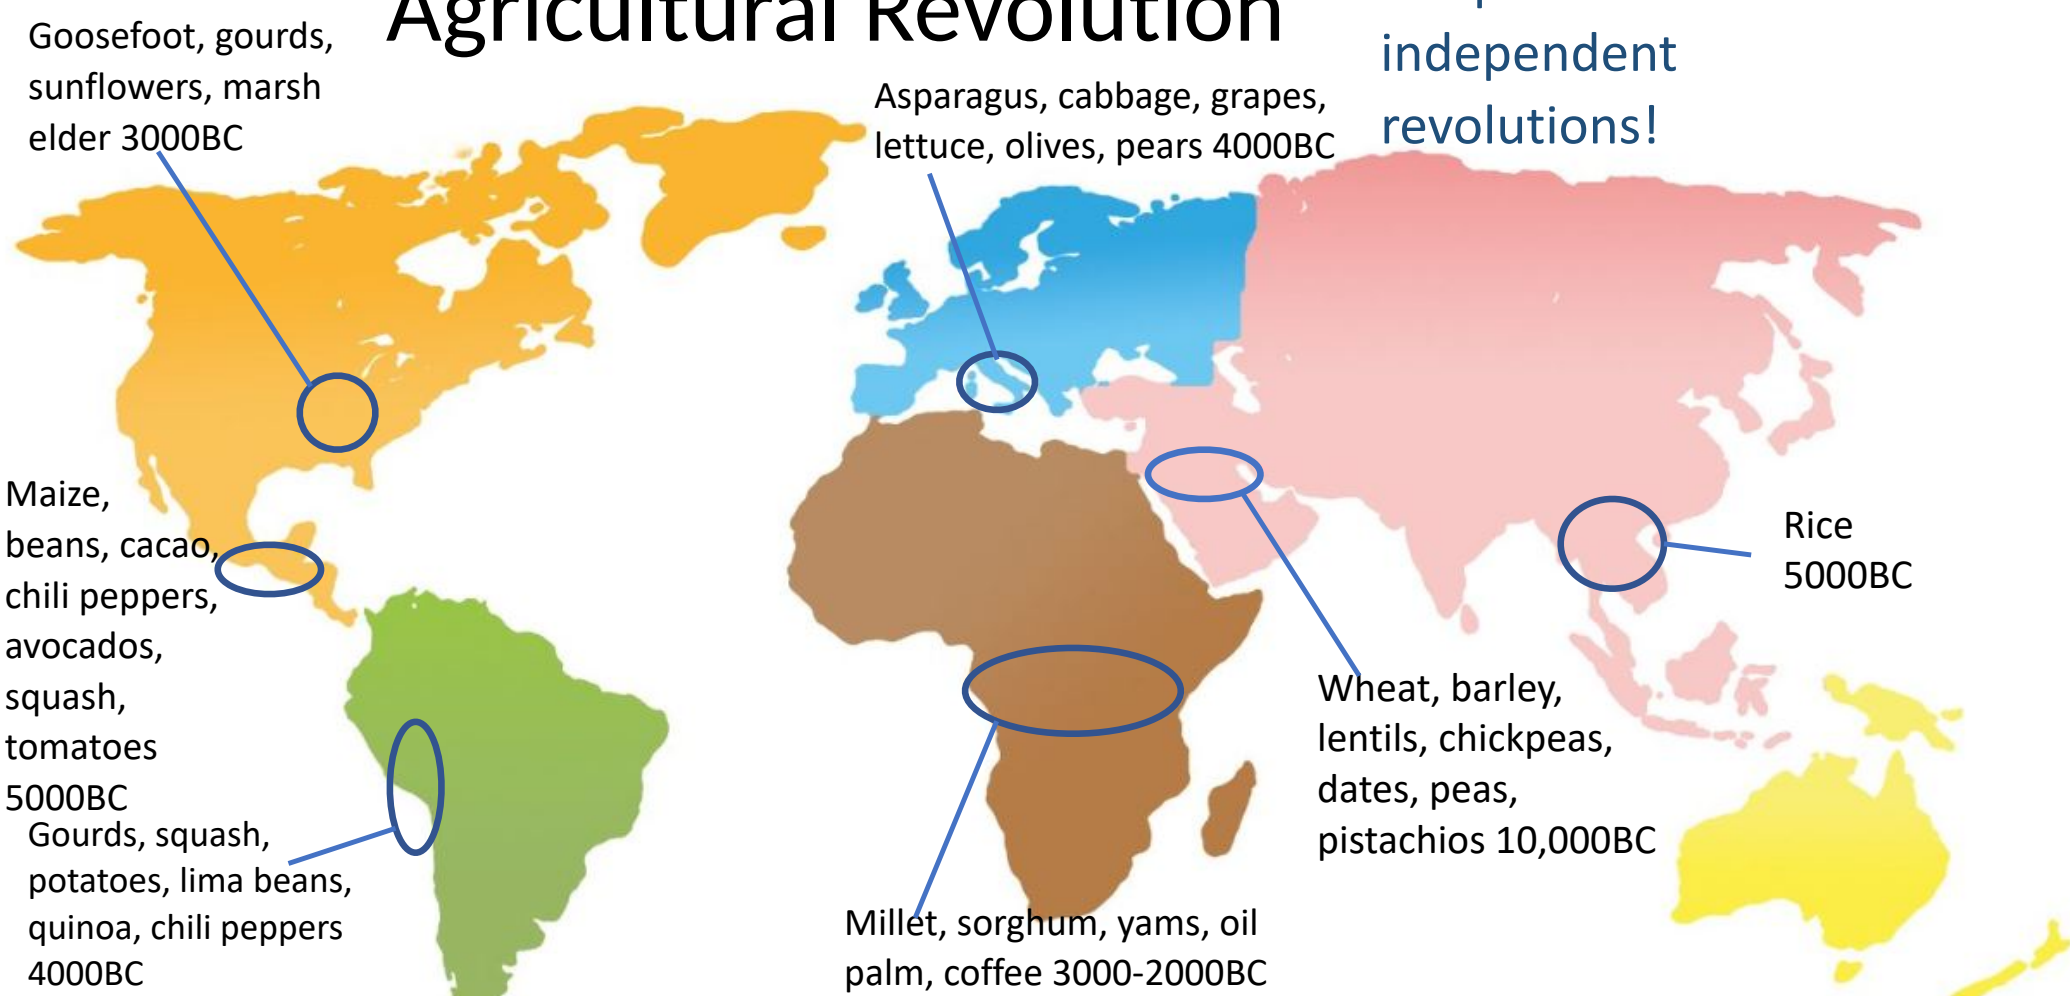 Agricultural Revolution
independent
revolutions!
Goosefoot, gourds,
sunflowers, marsh
elder 3000BC
Asparagus, cabbage, grapes,
lettuce, olives, pears 4000BC
Maize,
beans, cacao,
chili peppers,
avocados,
squash,
tomatoes
5000BC
Rice
5000BC
Wheat, barley,
lentils, chickpeas,
dates, peas,
pistachios 10,000BC
Gourds, squash,
potatoes, lima beans,
quinoa, chili peppers
4000BC
Millet, sorghum, yams, oil
palm, coffee 3000-2000BC